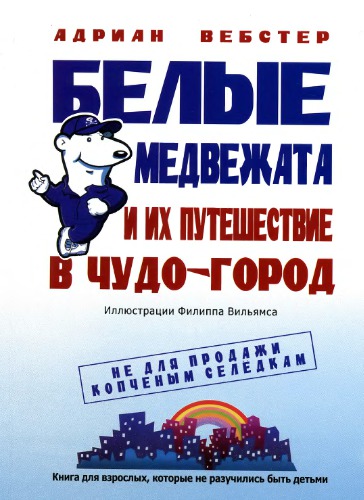 АДРИАН ВЕБСТЕР
БЕЛЫЕ
МЕДВЕЖАТА
И ИХ ПУТЕШЕСТВИЕ
В ЧУДО-ГОРОД
Иллюстрации Филиппа Вильямса
НЕ ДЛЯ ПРОДАЖИ
КОПЧЕНЫМ СЕЛЕДКАМ
Книга для взрослых, которые не разучились быть детьми